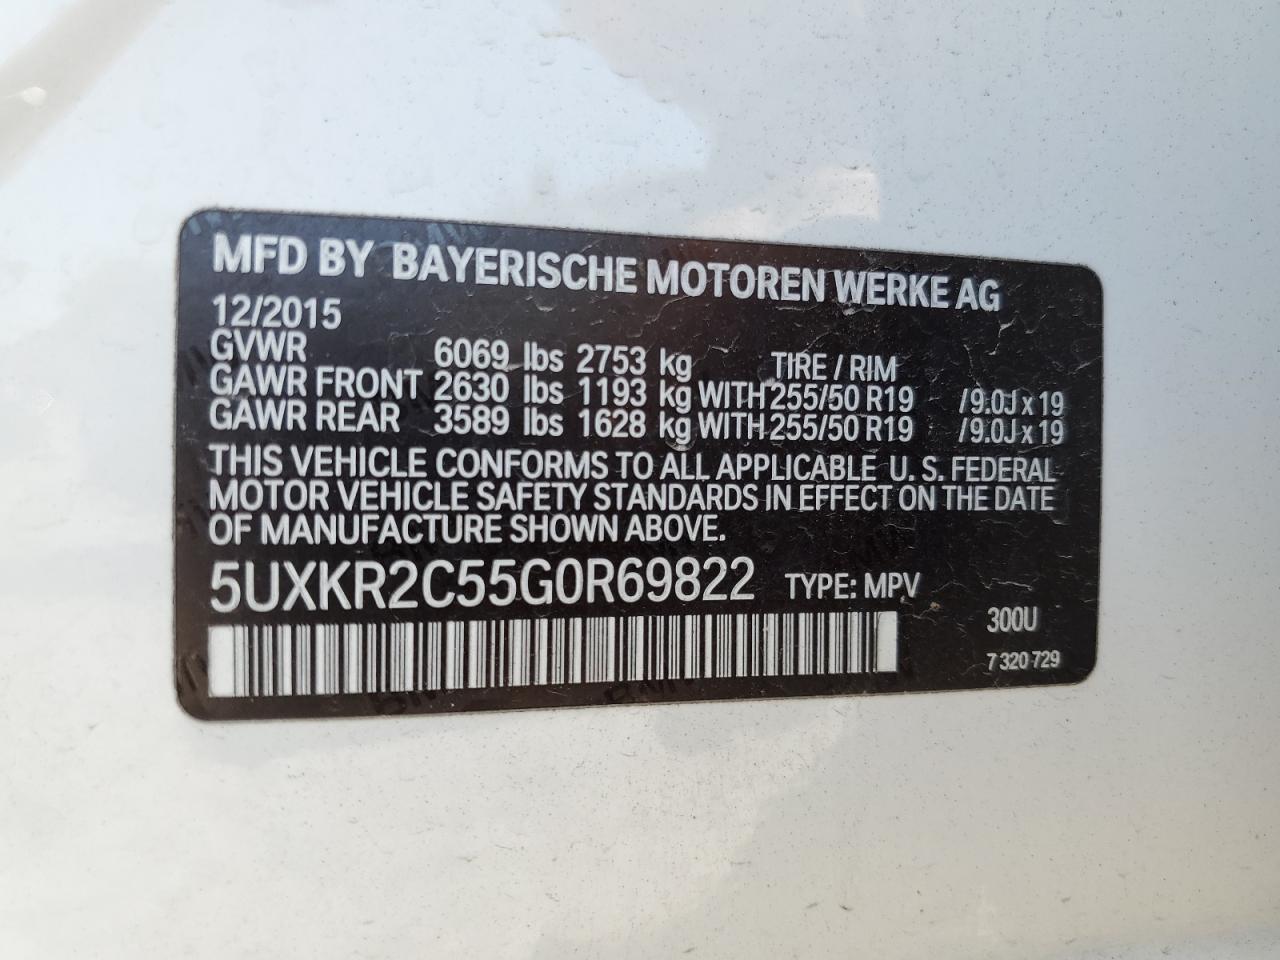 MFD BY BAYERISCHE MOTOREN WERKE AG
12/2015
GVWR 6069 lbs 2753 kg TIRE / RIM
GAWR FRONT 2630 lbs 1193 kg WITH 255/50 R19 /9.0J x 19
GAWR REAR 3589 lbs 1628 kg WITH 255/50 R19 /9.0J x 19
THIS VEHICLE CONFORMS TO ALL APPLICABLE U. S. FEDERAL
MOTOR VEHICLE SAFETY STANDARDS IN EFFECT ON THE DATE
OF MANUFACTURE SHOWN ABOVE.
5UXKR2C55G0R69822 TYPE: MPV
300U
7 320 729